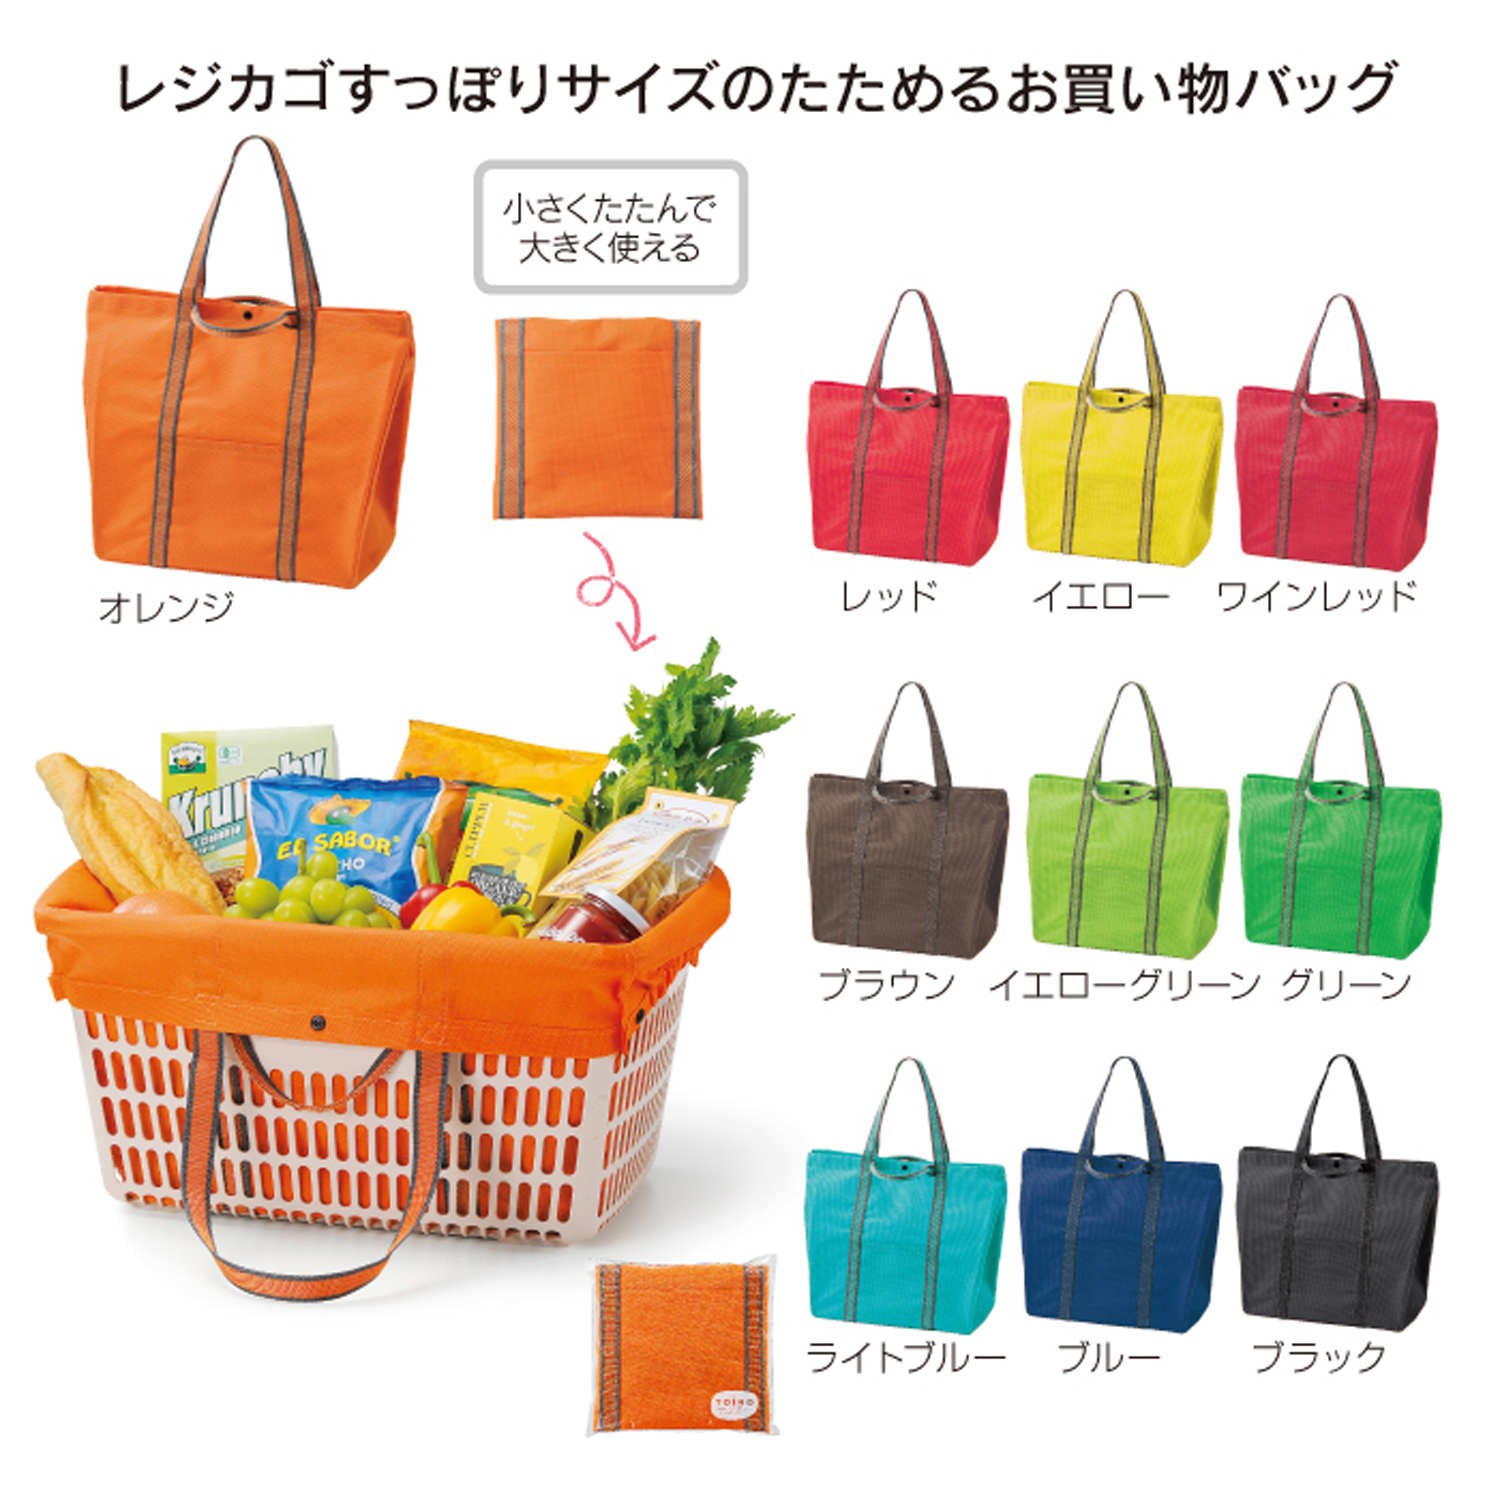 レジカゴすっぽりサイズのたためるお買い物バッグ
小さくたたんで
大きく使える
オレンジ
レッド
イエロー
ワインレッド
ブラウン
イエローグリーン
グリーン
ライトブルー
ブルー
ブラック
Krunchy
EL SABOR
CLIPPER
TOIRO